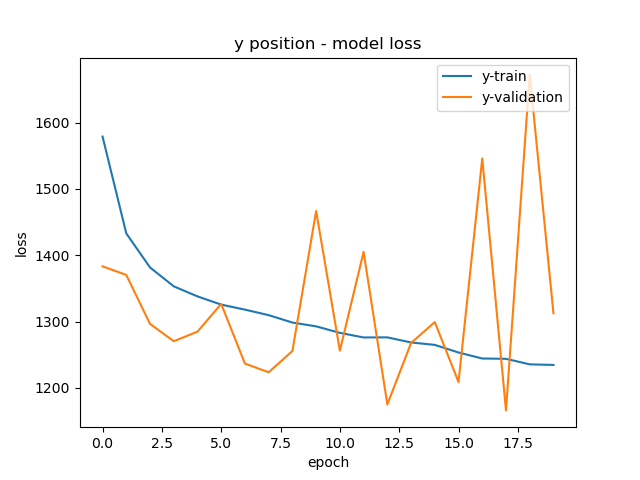 y position - model loss
y-train
y-validation
1600
1500
1400
1300
1200
loss
0.0 2.5 5.0 7.5 10.0 12.5 15.0 17.5
epoch